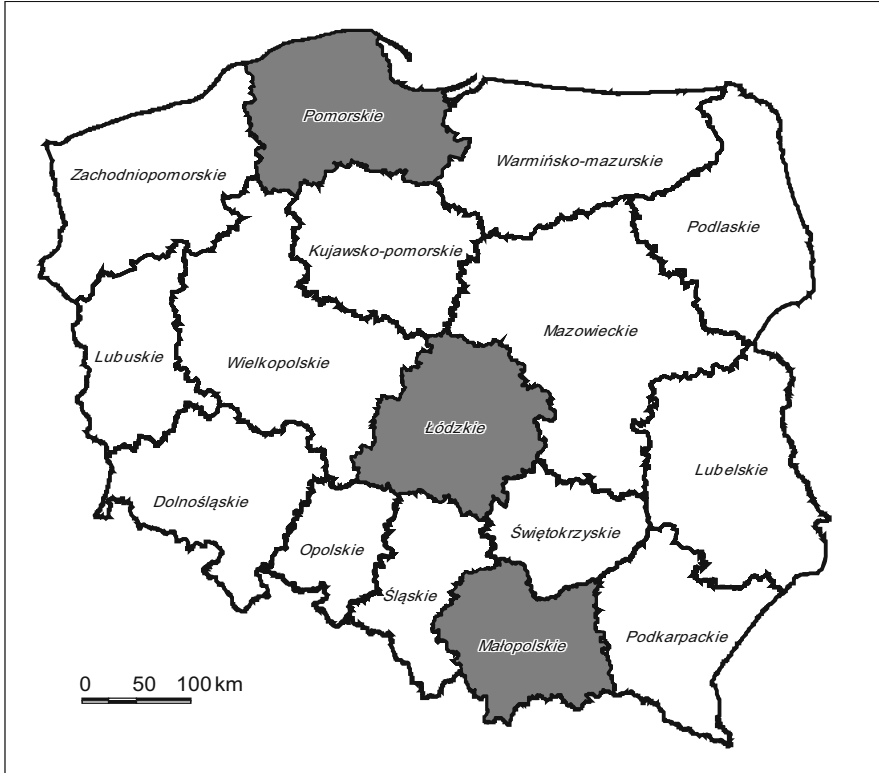 Pomorskie
Zachodniopomorskie
Warmińsko-mazurskie
Podlaskie
Kujawsko-pomorskie
Mazowieckie
Lubuskie
Wielkopolskie
Łódzkie
Lubelskie
Dolnośląskie
Opolskie
Świętokrzyskie
Śląskie
Małopolskie
Podkarpackie
0 50 100 km